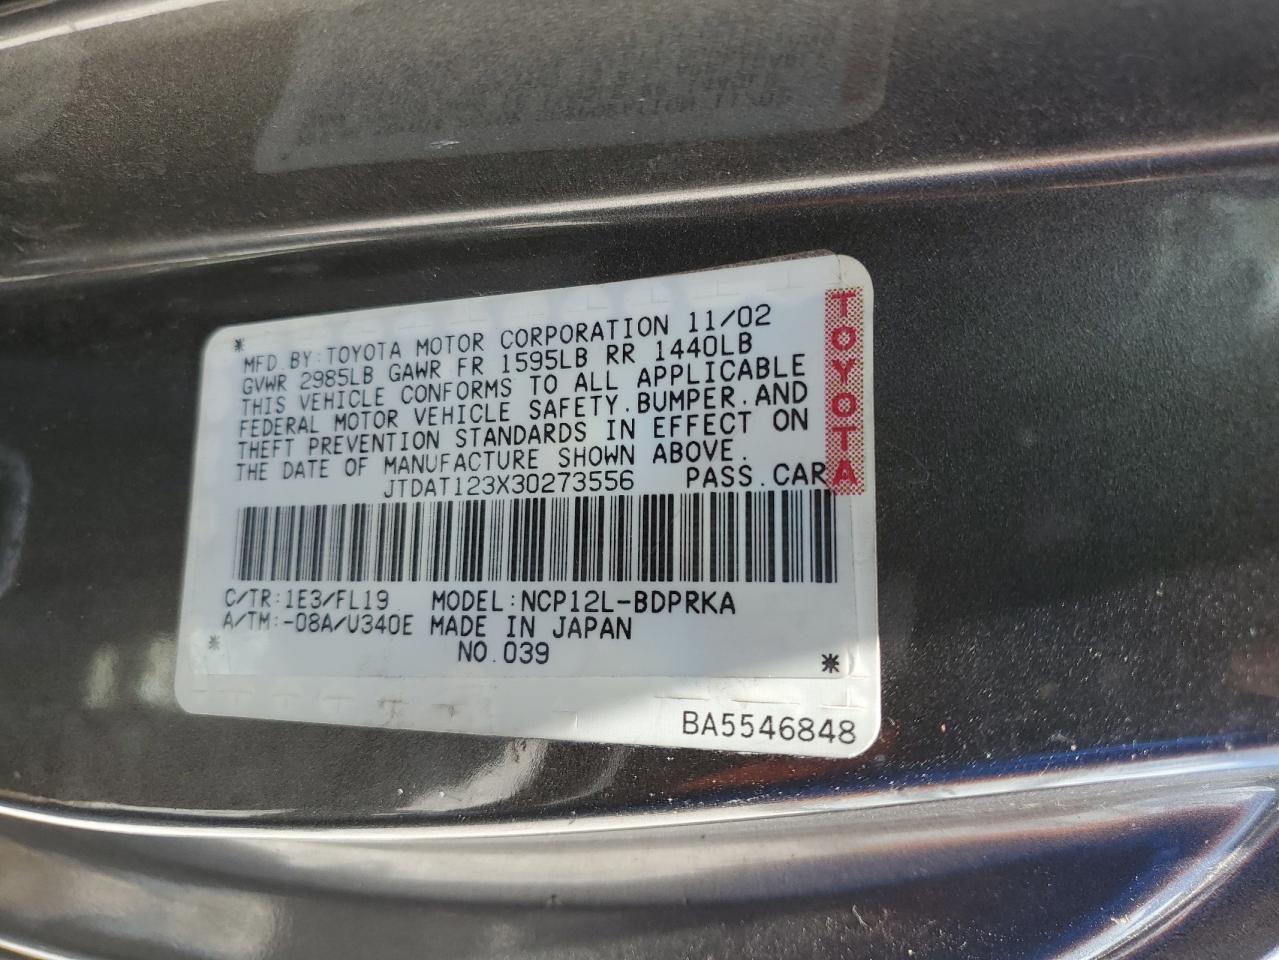 MFD. BY: TOYOTA MOTOR CORPORATION 11/02
GVWR 2985LB GAWR FR 1595LB RR 1440LB
THIS VEHICLE CONFORMS TO ALL APPLICABLE
FEDERAL MOTOR VEHICLE SAFETY. BUMPER. AND
THEFT PREVENTION STANDARDS IN EFFECT ON
THE DATE OF MANUFACTURE SHOWN ABOVE.
JTDAT123X30273556 PASS. CAR
TOYOTA
C/TR: 1E3/FL19 MODEL: NCP12L-BDPRKA
A/TM: -08A/U340E MADE IN JAPAN
NO. 039
BA5546848